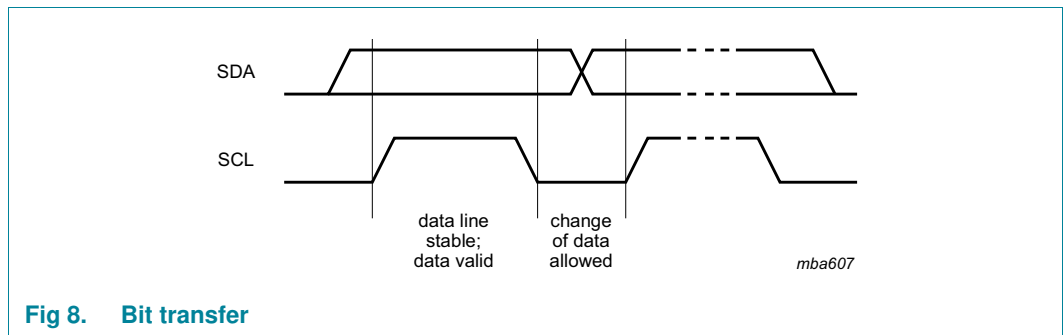 SDA
SCL
data line
stable;
data valid
change
of data
allowed
mba607
Fig 8. Bit transfer